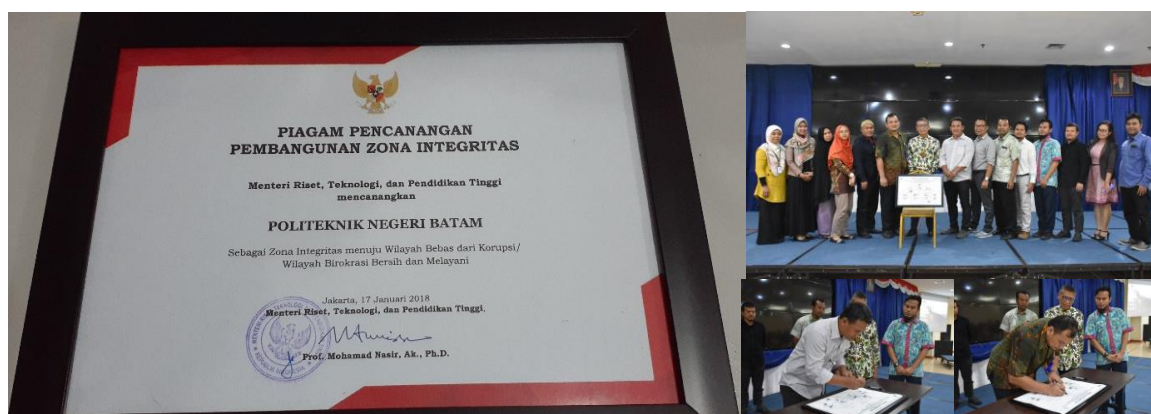 PIAGAM PENCANANGAN
PEMBANGUNAN ZONA INTEGRITAS
Menteri Riset, Teknologi, dan Pendidikan Tinggi
mencanangkan
POLITEKNIK NEGERI BATAM
Sebagai Zona Integritas menuju Wilayah Bebas dari Korupsi/
Wilayah Birokrasi Bersih dan Melayani
Jakarta, 17 Januari 2018
Menteri Riset, Teknologi, dan Pendidikan Tinggi,
Prof. Mohamad Nasir, Ak., Ph.D.